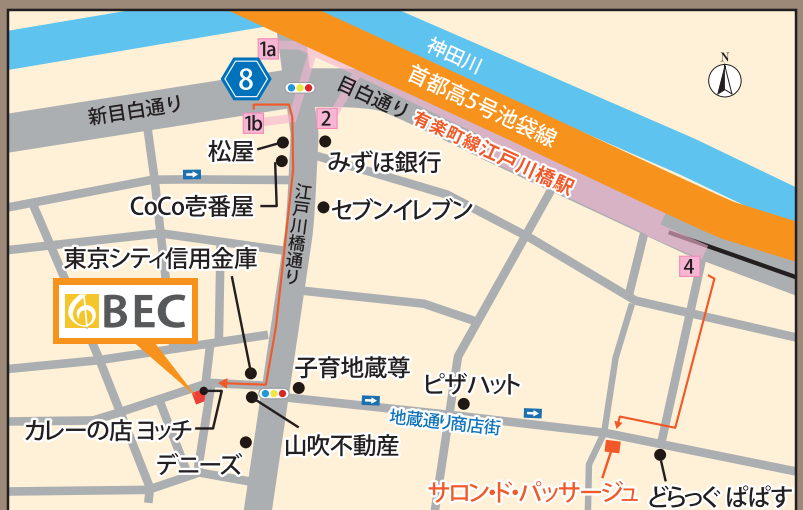 神田川
N
1a
首都高5号池袋線
8
目白通り
新目白通り
1b
2
有楽町線江戸川橋駅
松屋
みずほ銀行
CoCo壱番屋
江戸川橋通り
セブンイレブン
東京シティ信用金庫
4
BEC
子育地蔵尊
ピザハット
地蔵通り商店街
カレーの店 ヨッチ
山吹不動産
デニーズ
サロン・ド・パッサージュ
どらっぐ ぱぱす